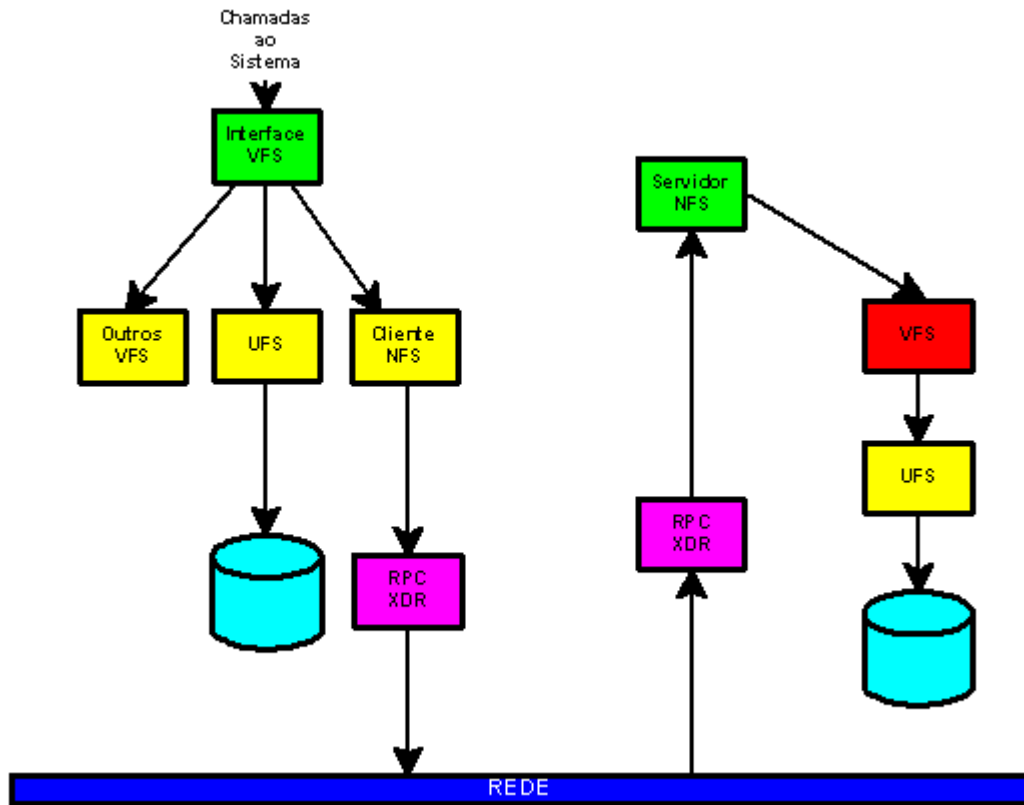 Chamadas
ao
Sistema
Interface
VFS
Servidor
NFS
Outros
VFS
UFS
Cliente
NFS
VFS
UFS
RPC
XDR
RPC
XDR
REDE